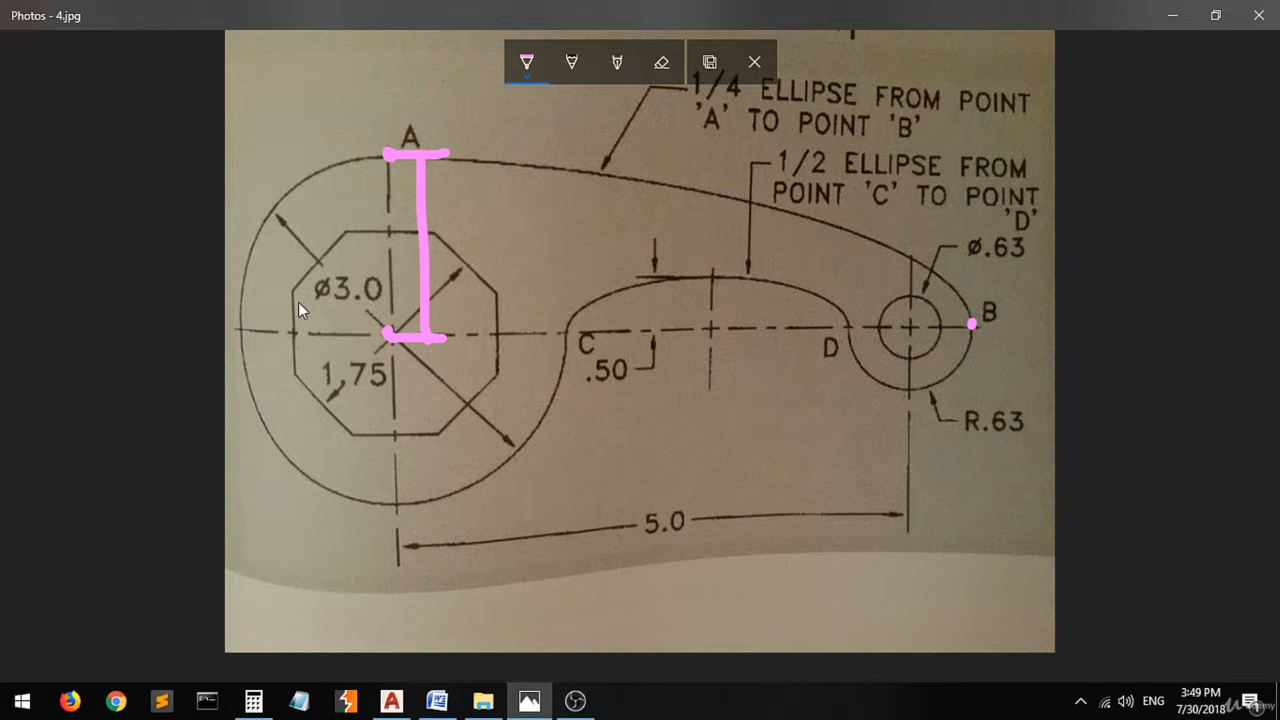 Photos - 4.jpg
1/4 ELLIPSE FROM POINT
'A' TO POINT 'B'
A
1/2 ELLIPSE FROM
POINT 'C' TO POINT
'D'
ø.63
ø3.0
B
C
D
.50
1,75
R.63
5.0
ENG
3:49 PM
7/30/2018